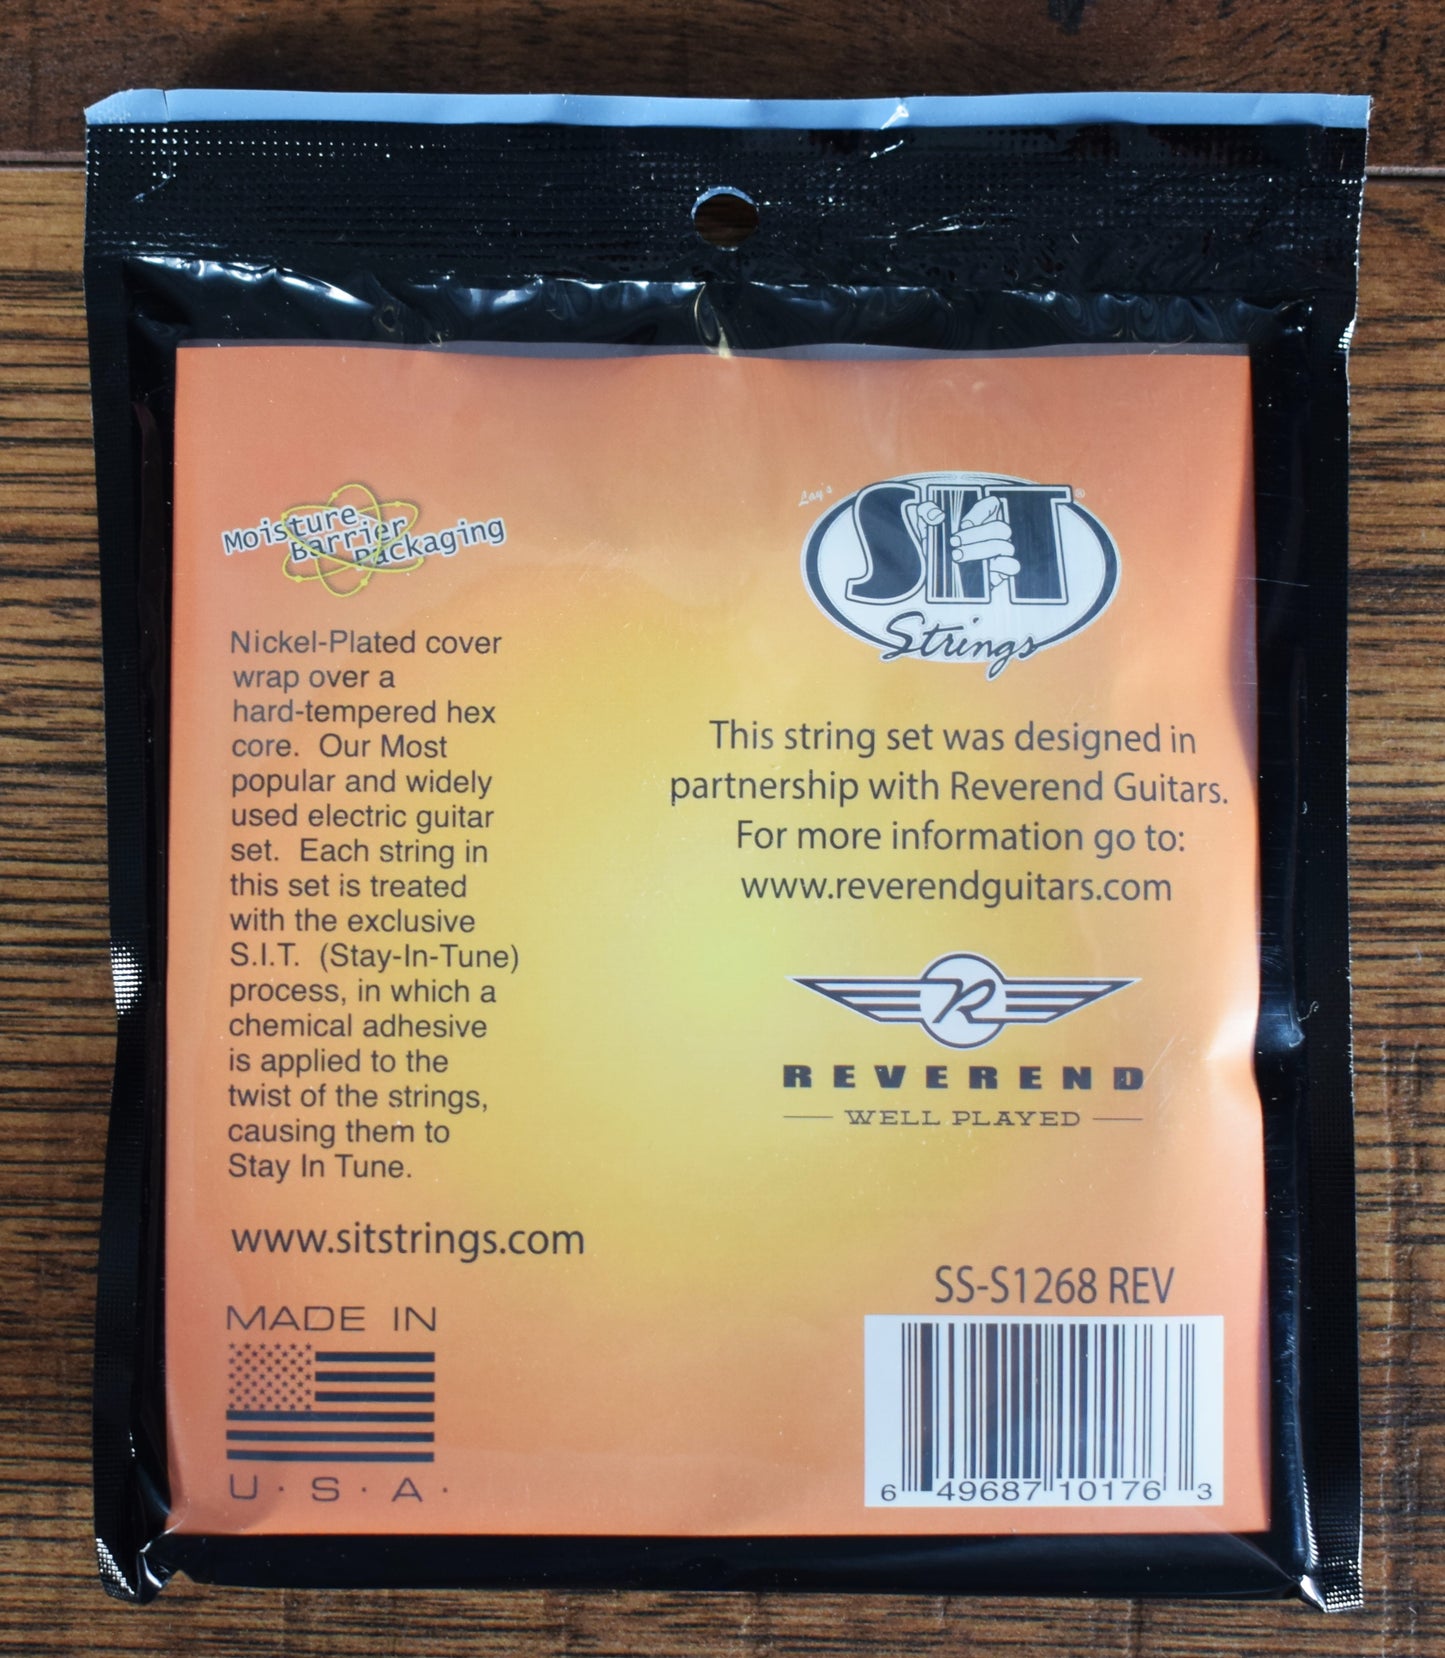 Moisture
Barrier
Packaging
Nickel-Plated cover
wrap over a
hard-tempered hex
core.  Our Most
popular and widely
used electric guitar
set.  Each string in
this set is treated
with the exclusive
S.I.T.  (Stay-In-Tune)
process, in which a
chemical adhesive
is applied to the
twist of the strings,
causing them to
Stay In Tune.
www.sitstrings.com
MADE IN
U · S · A ·
Lay's
SIT®
Strings
This string set was designed in
partnership with Reverend Guitars.
For more information go to:
www.reverendguitars.com
R
REVEREND
WELL PLAYED
SS-S1268 REV
6 49687 10176 3